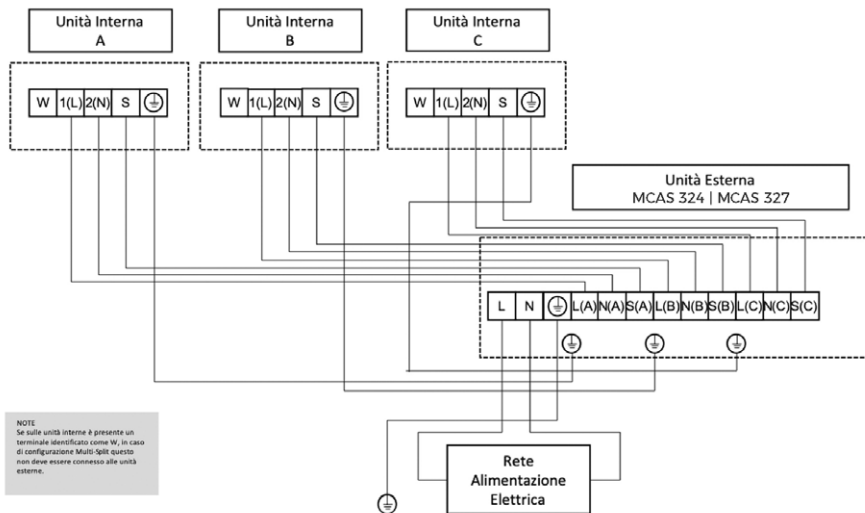 Unità Interna
A
Unità Interna
B
Unità Interna
C
W 1(L) 2(N) S
W 1(L) 2(N) S
W 1(L) 2(N) S
Unità Esterna
MCAS 324 | MCAS 327
L N L(A) N(A) S(A) L(B) N(B) S(B) L(C) N(C) S(C)
NOTE
Se sulle unità interne è presente un
terminale identificato come W, in caso
di configurazione Multi-Split questo
non deve essere connesso alle unità
esterne.
Rete
Alimentazione
Elettrica